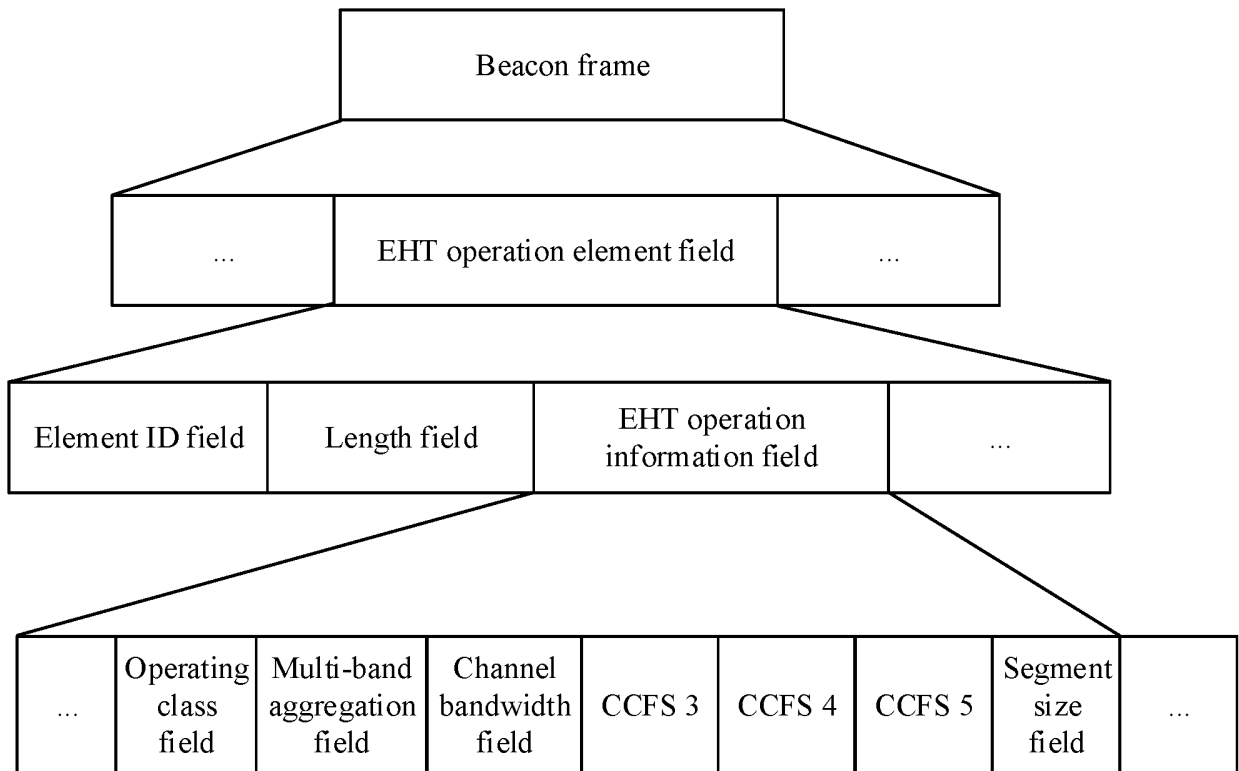 Beacon frame
...
EHT operation element field
...
Element ID field
Length field
EHT operation
information field
...
...
Operating
class
field
Multi-band
aggregation
field
Channel
bandwidth
field
CCFS 3
CCFS 4
CCFS 5
Segment
size
field
...